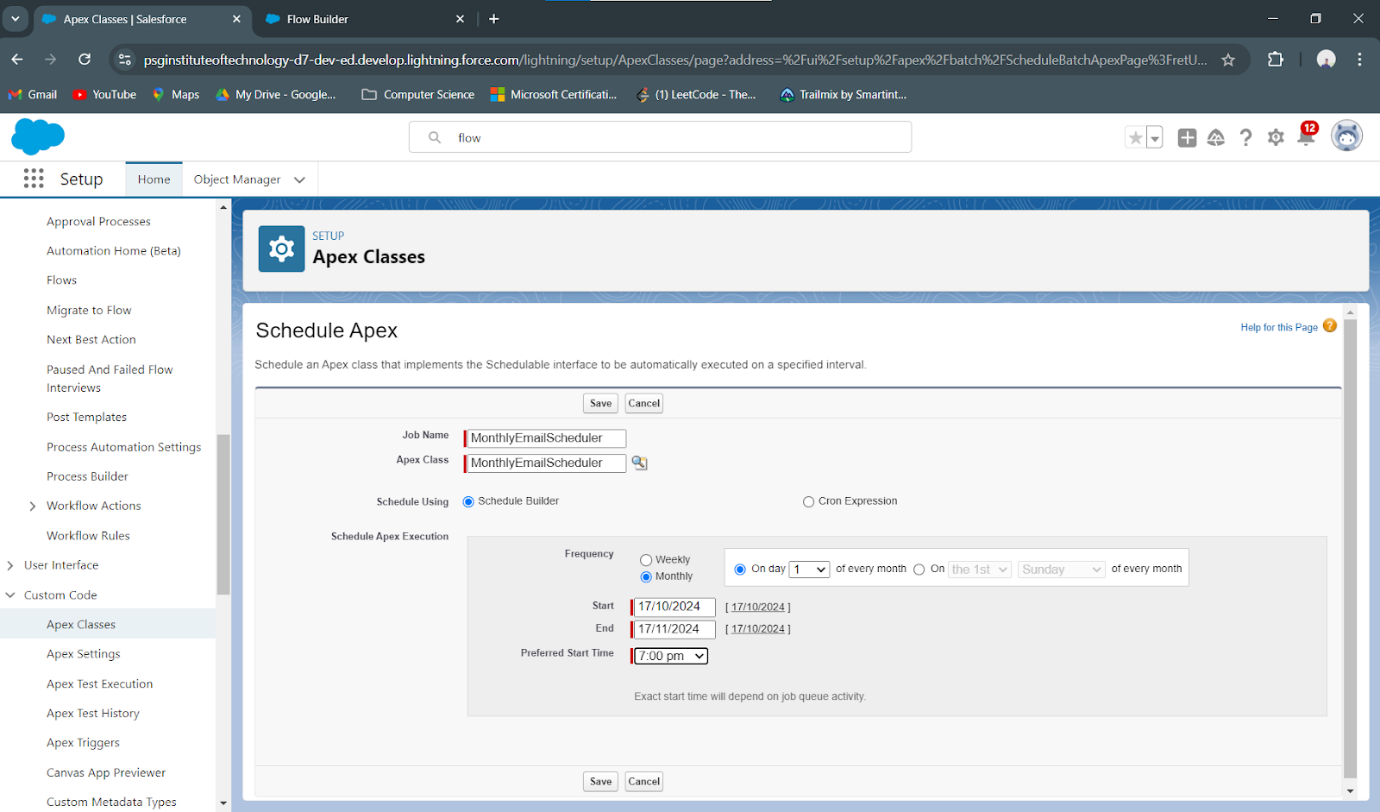 Apex Classes | Salesforce
Flow Builder
psginstituteoftechnology-d7-dev-ed.develop.lightning.force.com/lightning/setup/ApexClasses/page?address=%2Fui%2Fsetup%2Fapex%2Fbatch%2FScheduleBatchApexPage%3FretU...
Gmail YouTube Maps My Drive - Google... Computer Science Microsoft Certificati... (1) LeetCode - The... Trailmix by Smartint...
flow
12
Setup Home Object Manager
Approval Processes
Automation Home (Beta)
Flows
Migrate to Flow
Next Best Action
Paused And Failed Flow
Interviews
Post Templates
Process Automation Settings
Process Builder
Workflow Actions
Workflow Rules
User Interface
Custom Code
Apex Classes
Apex Settings
Apex Test Execution
Apex Test History
Apex Triggers
Canvas App Previewer
Custom Metadata Types
SETUP
Apex Classes
Schedule Apex
Help for this Page ?
Schedule an Apex class that implements the Schedulable interface to be automatically executed on a specified interval.
Save Cancel
Job Name MonthlyEmailScheduler
Apex Class MonthlyEmailScheduler
Schedule Using Schedule Builder Cron Expression
Schedule Apex Execution
Frequency Weekly
Monthly
On day 1 of every month On the 1st Sunday of every month
Start 17/10/2024 [ 17/10/2024 ]
End 17/11/2024 [ 17/10/2024 ]
Preferred Start Time 7:00 pm
Exact start time will depend on job queue activity.
Save Cancel